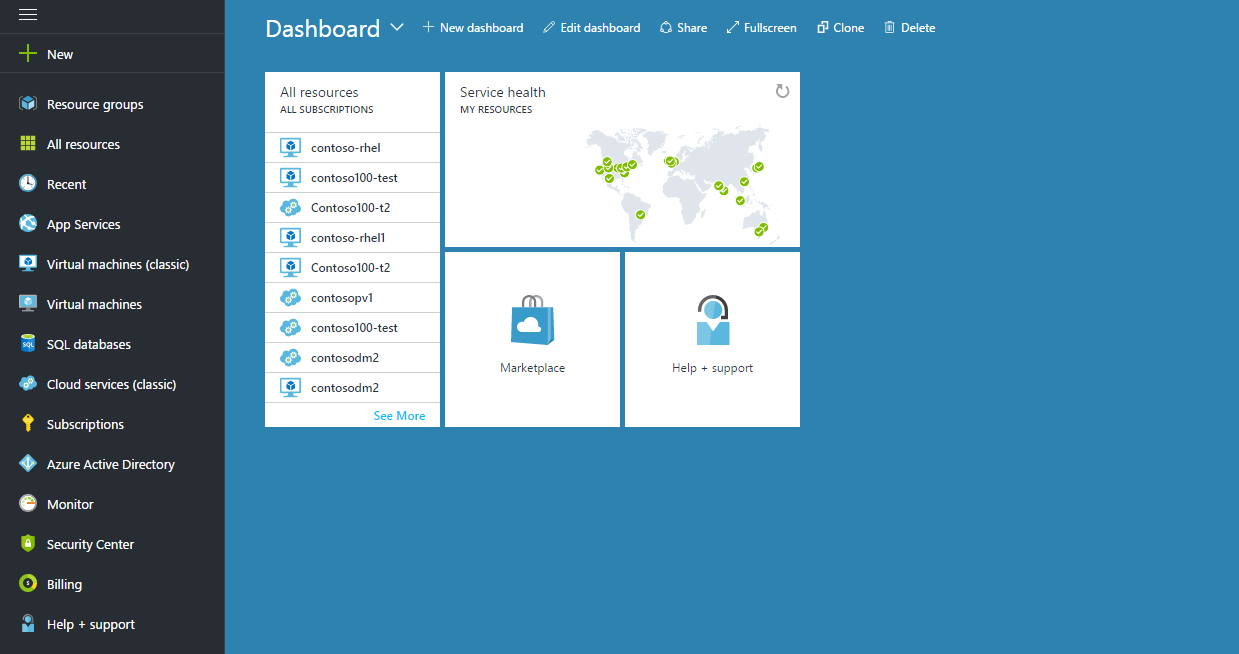 New
Resource groups
All resources
Recent
App Services
Virtual machines (classic)
Virtual machines
SQL
SQL databases
Cloud services (classic)
Subscriptions
Azure Active Directory
Monitor
Security Center
Billing
Help + support
Dashboard
New dashboard
Edit dashboard
Share
Fullscreen
Clone
Delete
All resources
ALL SUBSCRIPTIONS
contoso-rhel
contoso100-test
Contoso100-t2
contoso-rhel1
Contoso100-t2
contosopv1
contoso100-test
contosodm2
contosodm2
See More
Service health
MY RESOURCES
Marketplace
Help + support